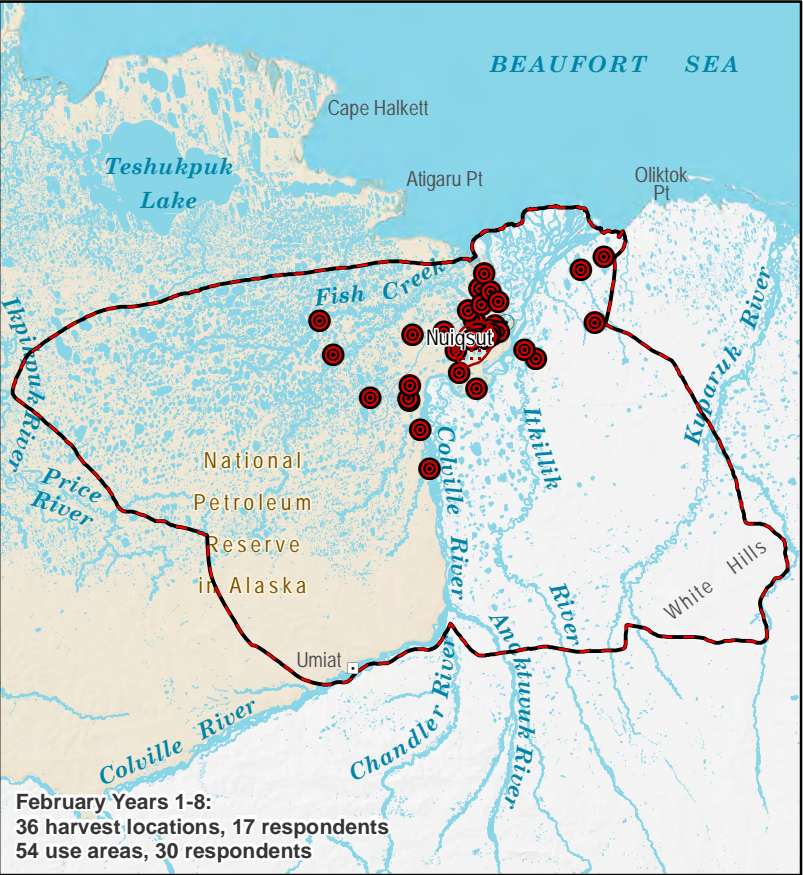 BEAUFORT SEA
Cape Halkett
Teshukpuk
Lake
Atigaru Pt
Oliktok
Pt
Fish Creek
Ikpikpuk River
Nuiqsut
Kuparuk River
Itkillik
River
Colville River
Price
River
National
Petroleum
Reserve
in Alaska
White Hills
Umiat
Anaktuvuk River
Chandler River
Colville River
February Years 1-8:
36 harvest locations, 17 respondents
54 use areas, 30 respondents